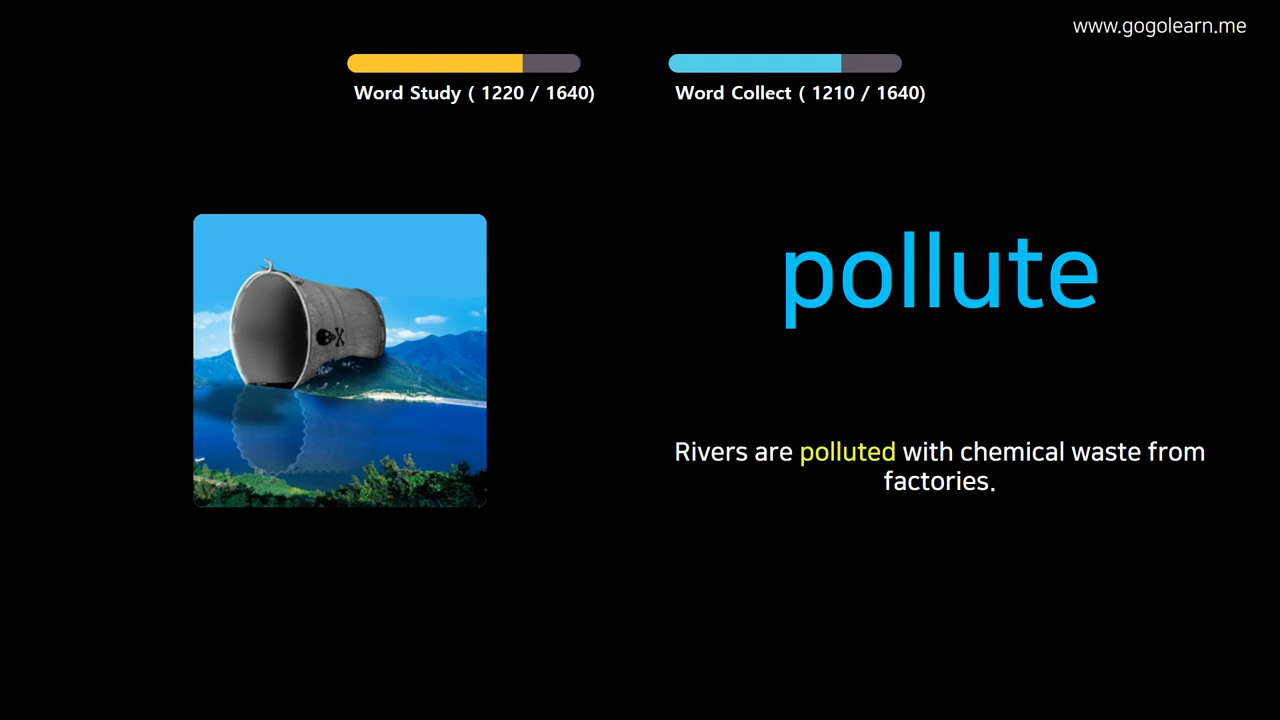 www.gogolearn.me
Word Study ( 1220 / 1640)
Word Collect ( 1210 / 1640)
pollute
Rivers are polluted with chemical waste from
factories.